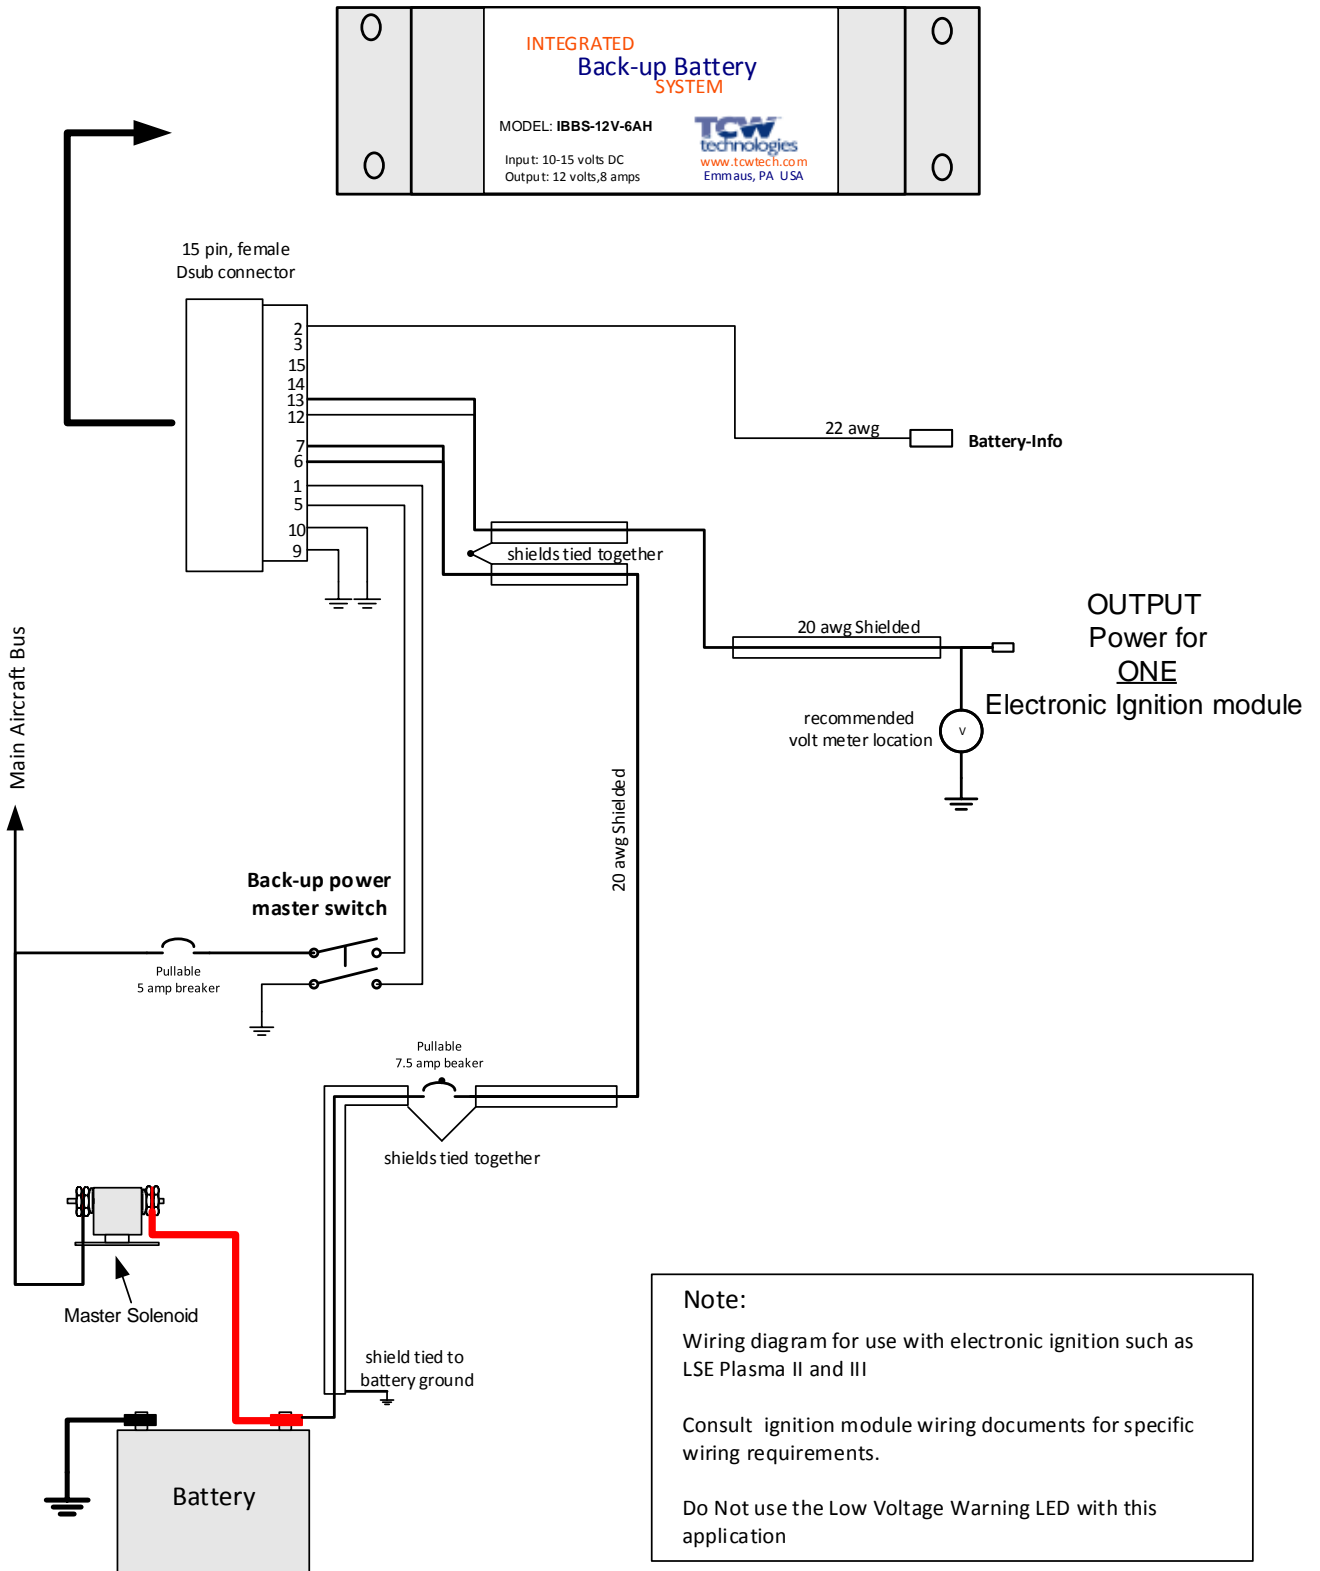 INTEGRATED
Back-up Battery
SYSTEM
MODEL: IBBS-12V-6AH
TCW
technologies
www.tcwtech.com
Emmaus, PA USA
Input: 10-15 volts DC
Output: 12 volts,8 amps
15 pin, female
Dsub connector
2
3
15
14
13
12
7
6
1
5
10
9
22 awg
Battery-Info
shields tied together
20 awg Shielded
OUTPUT
Power for
ONE
Electronic Ignition module
recommended
volt meter location
V
Main Aircraft Bus
20 awg Shielded
Back-up power
master switch
Pullable
5 amp breaker
Pullable
7.5 amp beaker
shields tied together
Master Solenoid
shield tied to
battery ground
Battery
Note:
Wiring diagram for use with electronic ignition such as
LSE Plasma II and III
Consult ignition module wiring documents for specific
wiring requirements.
Do Not use the Low Voltage Warning LED with this
application